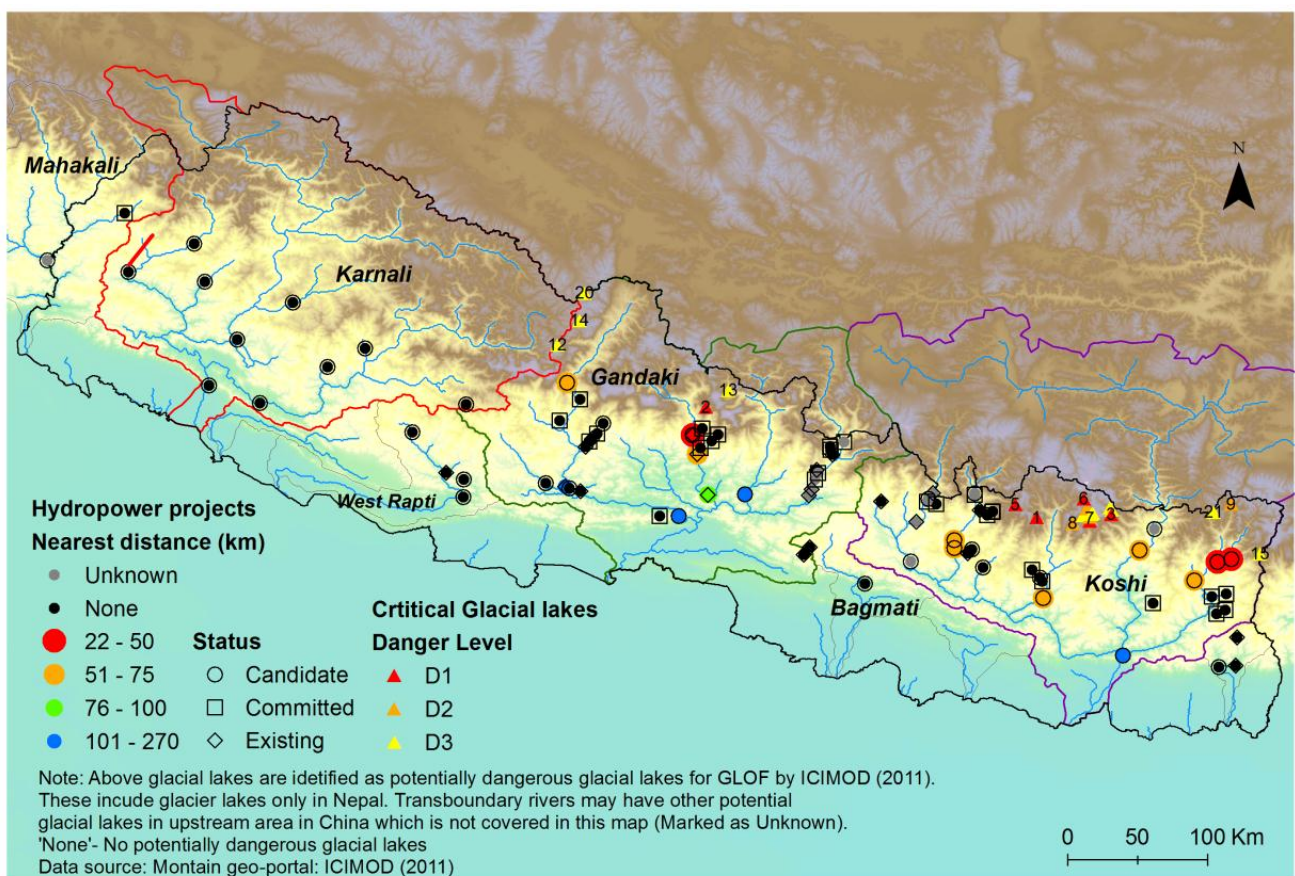 N
Mahakali
Karnali
20
14
12
Gandaki
13
2
West Rapti
6
5
1
8
7
3
21
9
15
Koshi
Bagmati
Hydropower projects
Nearest distance (km)
Unknown
None
22 - 50
51 - 75
76 - 100
101 - 270
Status
Candidate
Committed
Existing
Crtitical Glacial lakes
Danger Level
D1
D2
D3
Note: Above glacial lakes are idetified as potentially dangerous glacial lakes for GLOF by ICIMOD (2011).
These incude glacier lakes only in Nepal. Transboundary rivers may have other potential
glacial lakes in upstream area in China which is not covered in this map (Marked as Unknown).
'None'- No potentially dangerous glacial lakes
Data source: Montain geo-portal: ICIMOD (2011)
0 50 100 Km